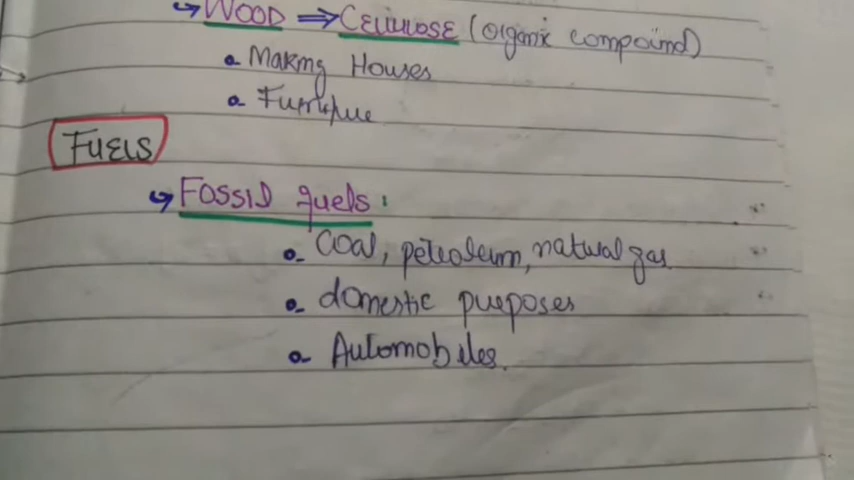 ↪ WOOD ⇒ CELLULOSE (organic compound)
o- Making Houses
o- Furniture
FUELS
↪ FOSSIL fuels:
o- Coal, petroleum, natural gas
o- domestic purposes
o- Automobiles.